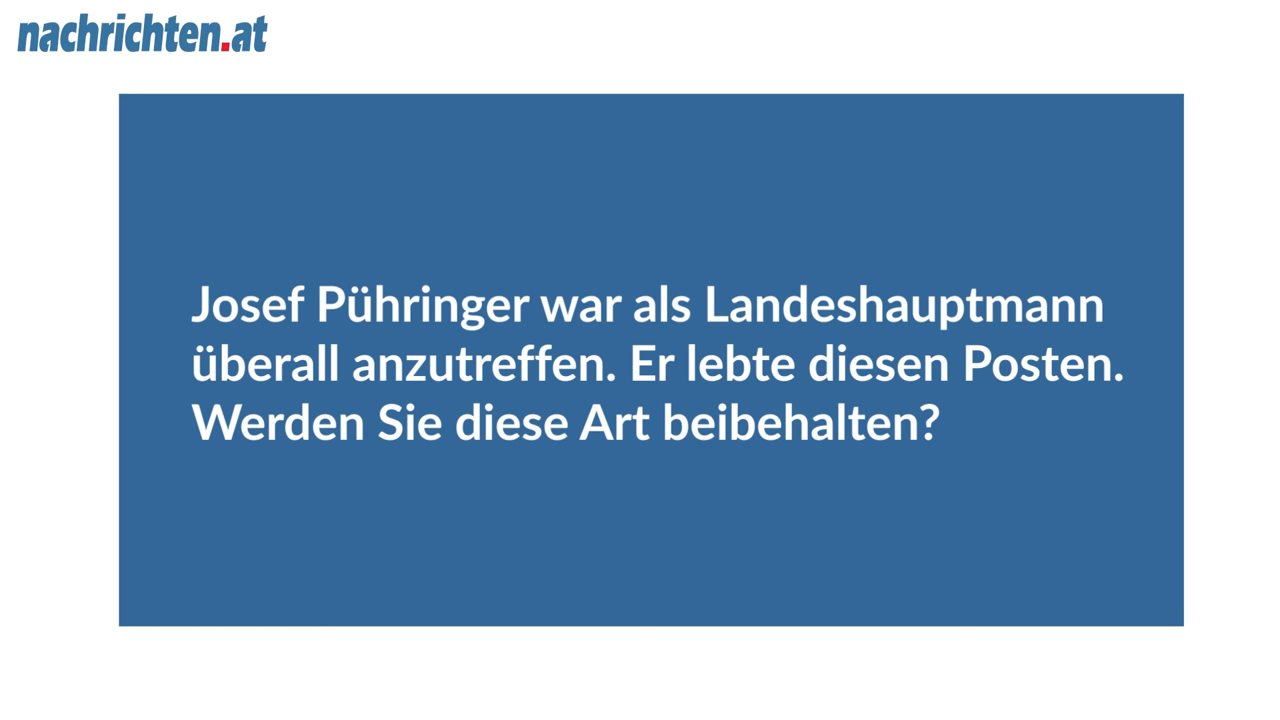 nachrichten.at
Josef Pühringer war als Landeshauptmann
überall anzutreffen. Er lebte diesen Posten.
Werden Sie diese Art beibehalten?